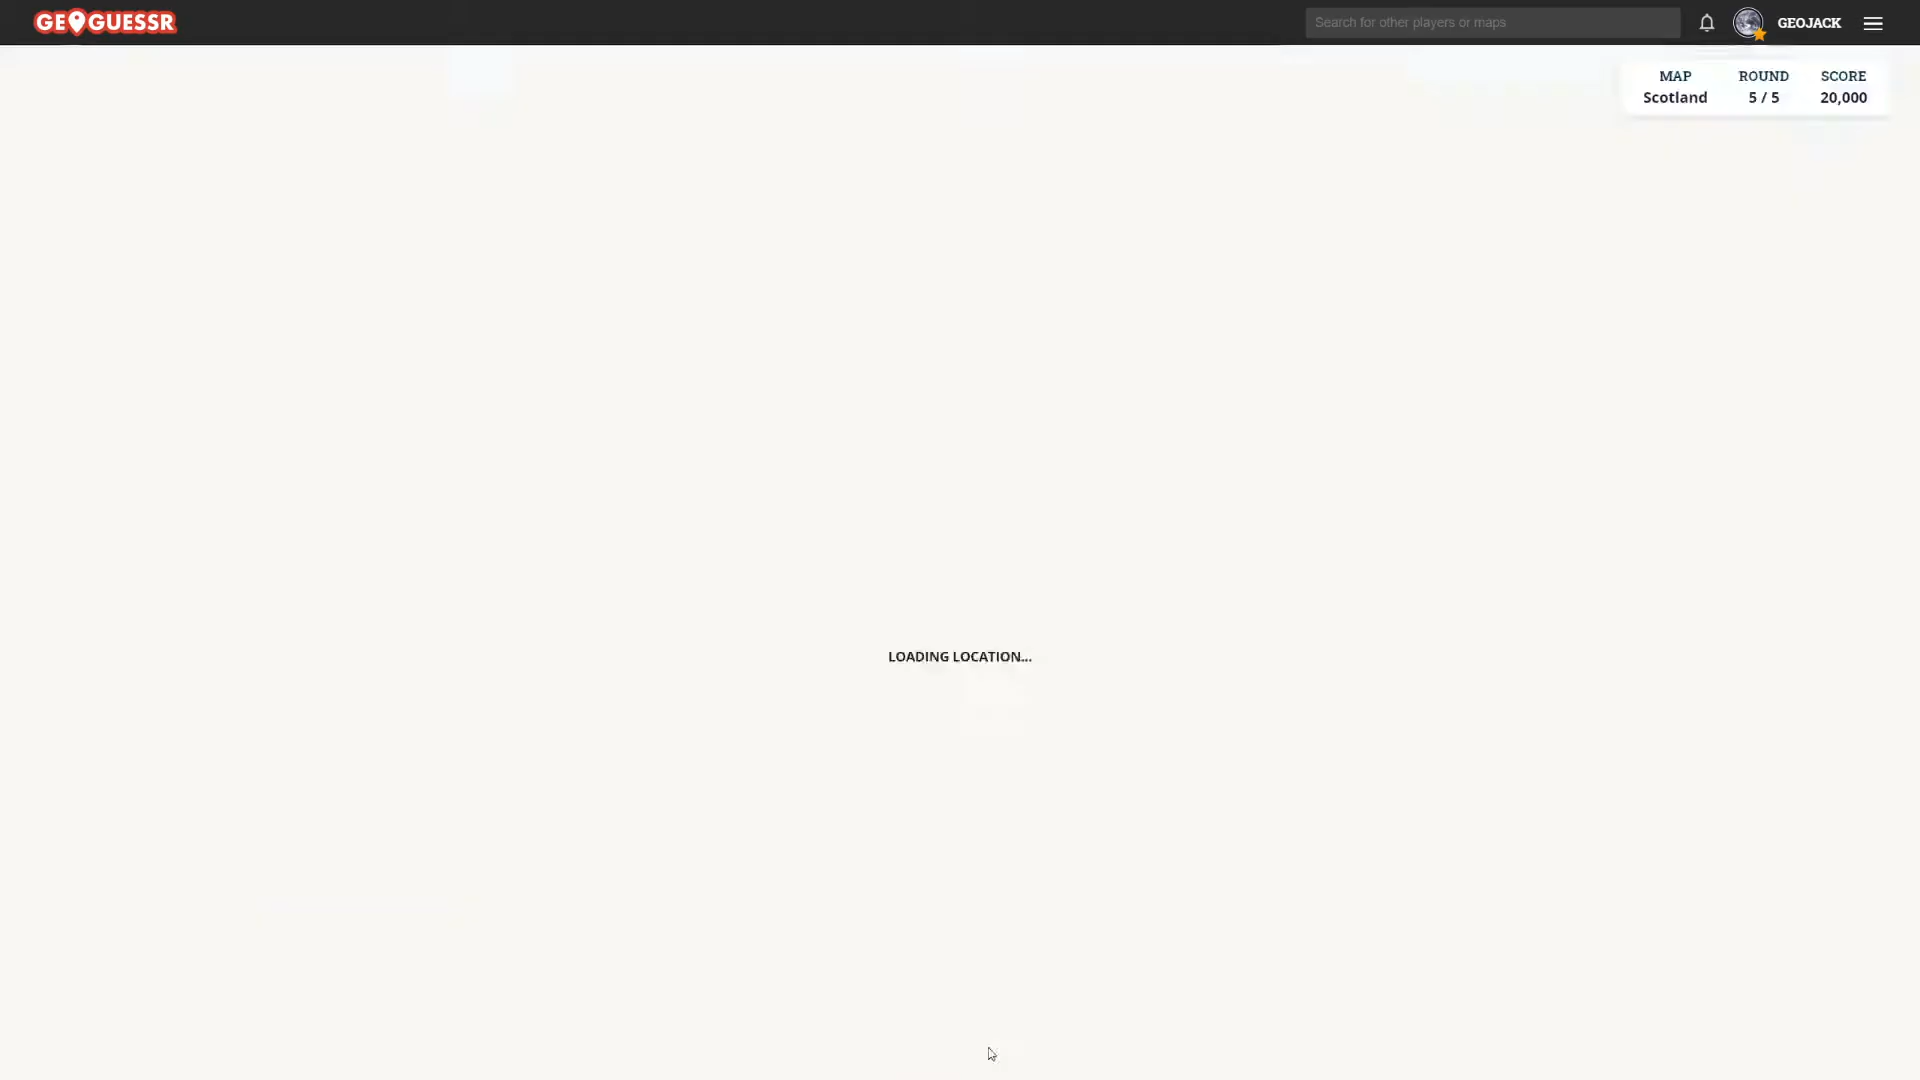 GEOGUESSR
Search for other players or maps
GEOJACK
MAP ROUND SCORE
Scotland 5 / 5 20,000
LOADING LOCATION...